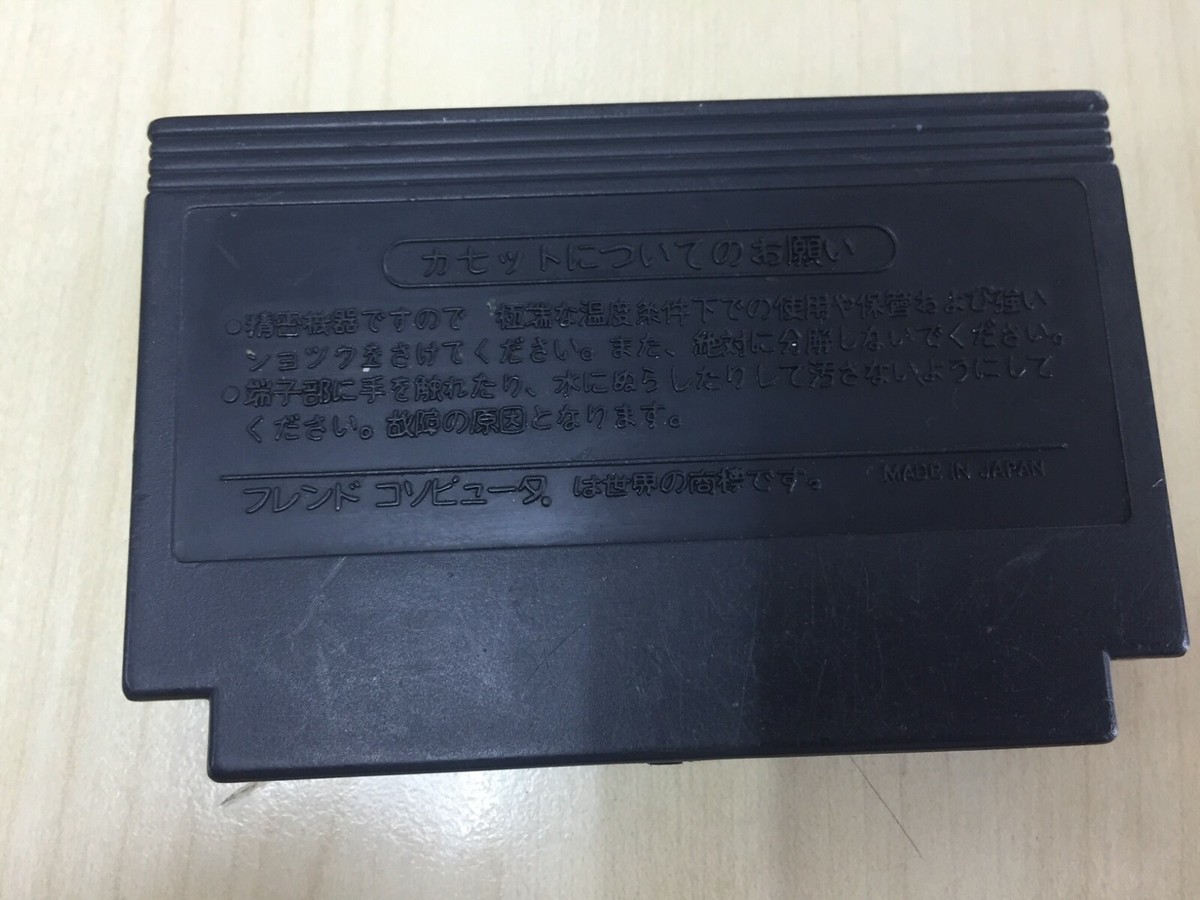 カセットについてのお願い
●精密機器ですので 極端な温度条件下での使用や保管および強い
ショックをさけてください。また、絶対に分解しないでください。
●端子部に手を触れたり、水にぬらしたりして汚さないようにして
ください。故障の原因となります。
フレンド コソピュータ。は世界の商標です。
MADE IN JAPAN